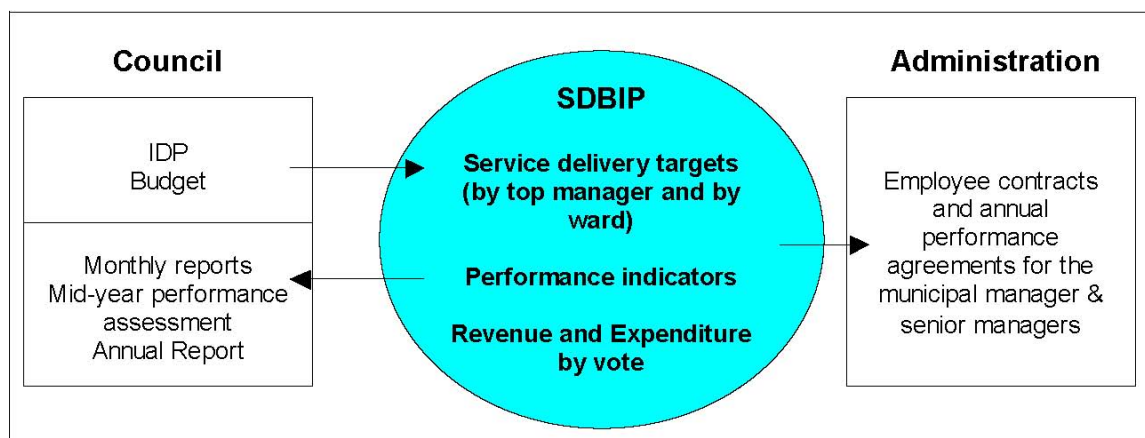 Council
IDP
Budget
Monthly reports
Mid-year performance
assessment
Annual Report
SDBIP
Service delivery targets
(by top manager and by
ward)
Performance indicators
Revenue and Expenditure
by vote
Administration
Employee contracts
and annual
performance
agreements for the
municipal manager &
senior managers